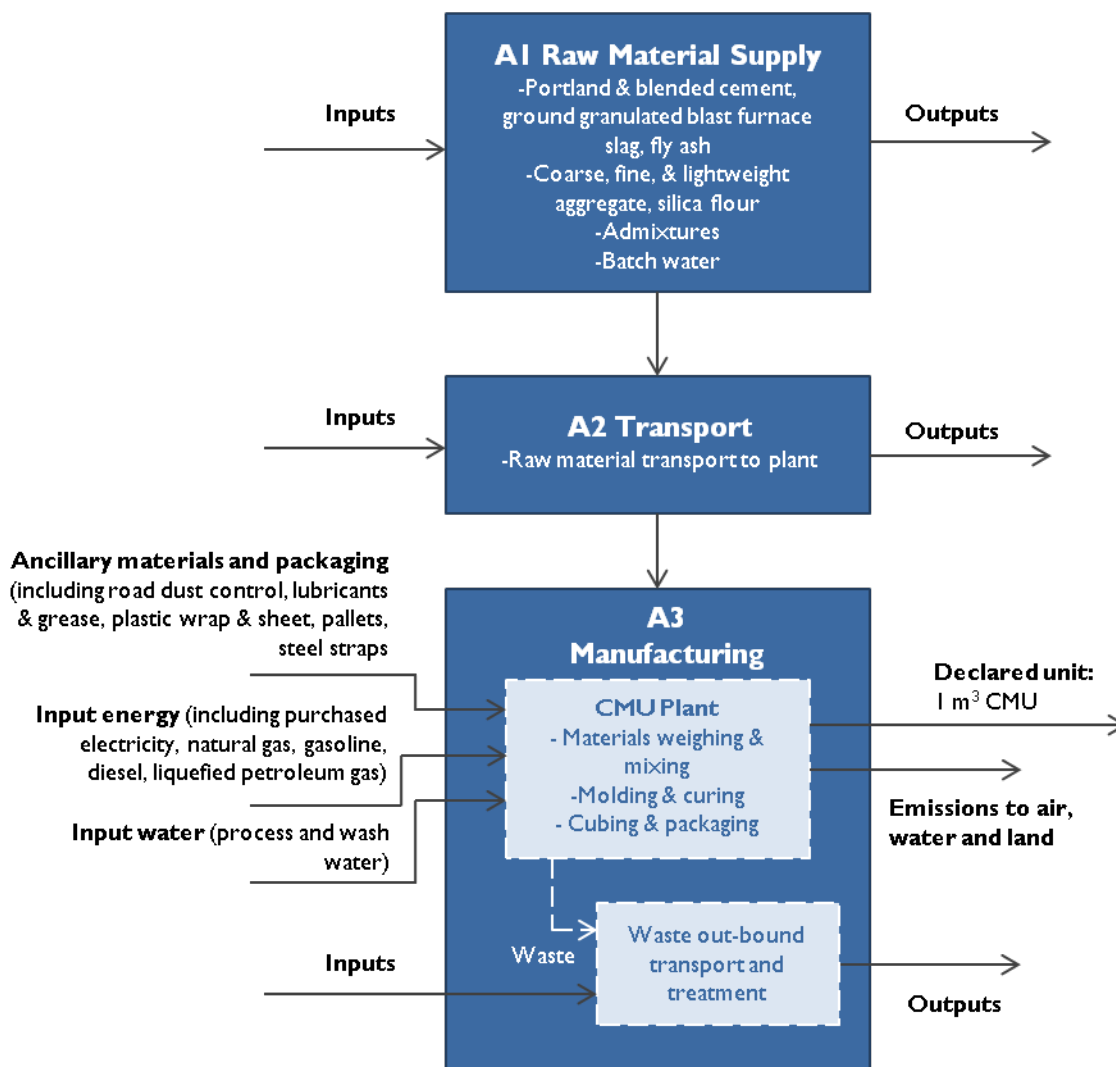 A1 Raw Material Supply
-Portland & blended cement,
ground granulated blast furnace
slag, fly ash
-Coarse, fine, & lightweight
aggregate, silica flour
-Admixtures
-Batch water
Inputs
Outputs
A2 Transport
-Raw material transport to plant
Inputs
Outputs
Ancillary materials and packaging
(including road dust control, lubricants
& grease, plastic wrap & sheet, pallets,
steel straps
Input energy (including purchased
electricity, natural gas, gasoline,
diesel, liquefied petroleum gas)
Input water (process and wash
water)
Inputs
A3
Manufacturing
CMU Plant
- Materials weighing &
mixing
-Molding & curing
- Cubing & packaging
Waste
Waste out-bound
transport and
treatment
Declared unit:
1 m³ CMU
Emissions to air,
water and land
Outputs